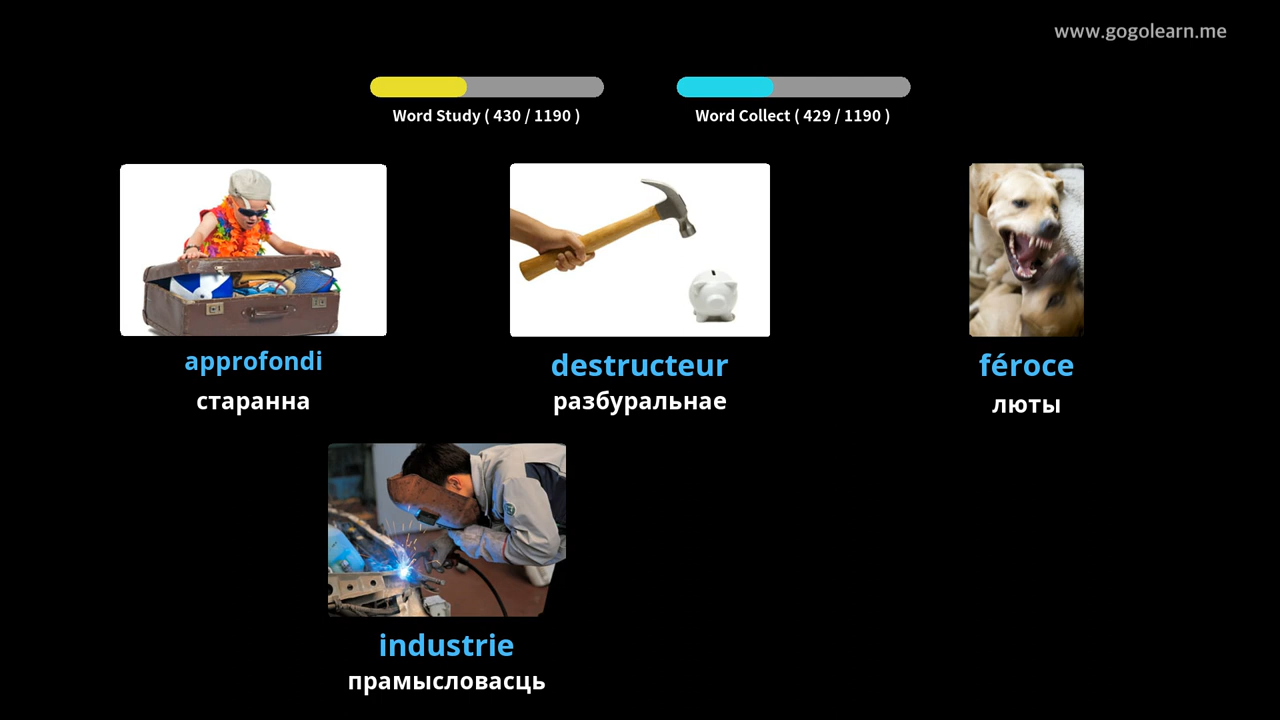 www.gogolearn.me
Word Study ( 430 / 1190 )
Word Collect ( 429 / 1190 )
approfondi
старанна
destructeur
разбуральнае
féroce
люты
industrie
прамысловасць